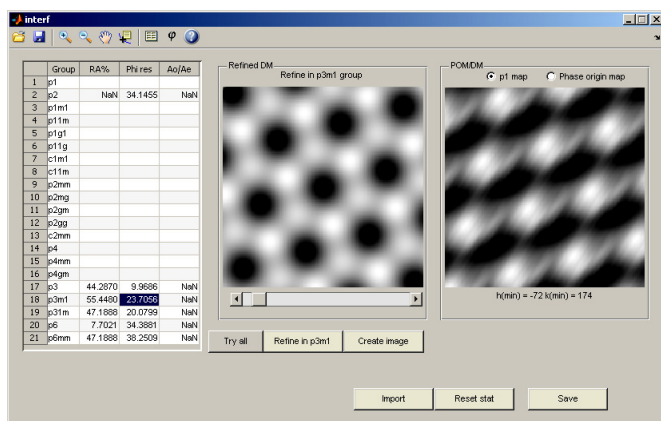 interf
Group RA% Phi res Ao/Ae
1 p1
2 p2 NaN 34.1455 NaN
3 p1m1
4 p11m
5 p1g1
6 p11g
7 c1m1
8 c11m
9 p2mm
10 p2mg
11 p2gm
12 p2gg
13 c2mm
14 p4
15 p4mm
16 p4gm
17 p3 44.2870 9.9686 NaN
18 p3m1 55.4480 23.7056 NaN
19 p31m 47.1888 20.0799 NaN
20 p6 7.7021 34.3881 NaN
21 p6mm 47.1888 38.2509 NaN
Refined DM
Refine in p3m1 group
POM/DM
p1 map Phase origin map
h(min) = -72 k(min) = 174
Try all Refine in p3m1 Create image
Import Reset stat Save